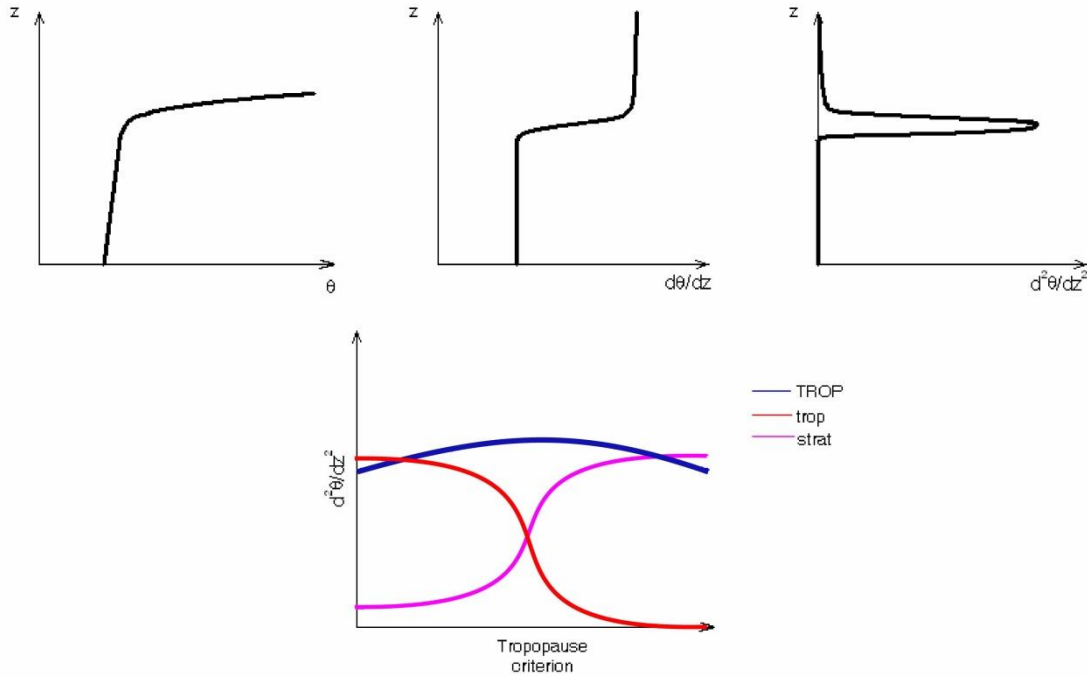 z
θ
z
dθ/dz
z
d²θ/dz²
d²θ/dz²
TROP
trop
strat
Tropopause
criterion